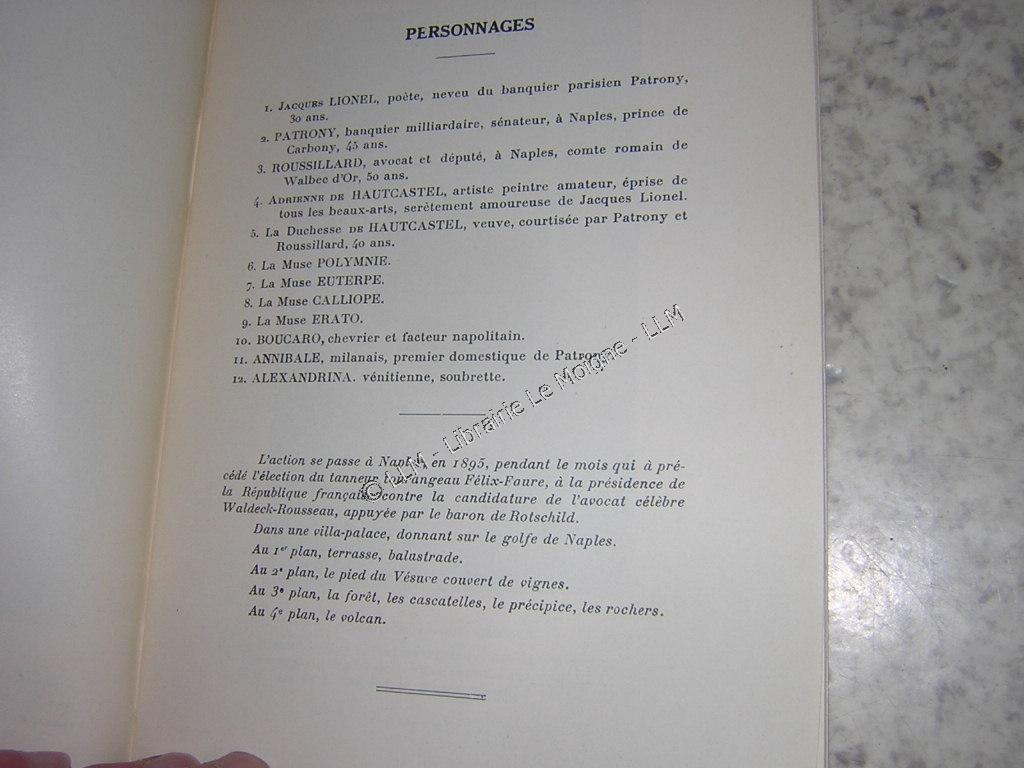 PERSONNAGES
1. JACQUES LIONEL, poète, neveu du banquier parisien Patrony,
30 ans.
2. PATRONY, banquier milliardaire, sénateur, à Naples, prince de
Carbony, 45 ans.
3. ROUSSILLARD, avocat et député, à Naples, comte romain de
Walbec d'Or, 50 ans.
4. ADRIENNE DE HAUTCASTEL, artiste peintre amateur, éprise de
tous les beaux-arts, serètement amoureuse de Jacques Lionel.
5. La Duchesse DE HAUTCASTEL, veuve, courtisée par Patrony et
Roussillard, 40 ans.
6. La Muse POLYMNIE.
7. La Muse EUTERPE.
8. La Muse CALLIOPE.
9. La Muse ERATO.
10. BOUCARO, chevrier et facteur napolitain.
11. ANNIBALE, milanais, premier domestique de Patrony.
12. ALEXANDRINA. vénitienne, soubrette.
L'action se passe à Naples, en 1895, pendant le mois qui à pré-
cédé l'élection du tanneur tourangeau Félix-Faure, à la présidence de
la République française contre la candidature de l'avocat célèbre
Waldeck-Rousseau, appuyée par le baron de Rotschild.
Dans une villa-palace, donnant sur le golfe de Naples.
Au 1er plan, terrasse, balustrade.
Au 2e plan, le pied du Vésuve couvert de vignes.
Au 3e plan, la forêt, les cascatelles, le précipice, les rochers.
Au 4e plan, le volcan.
© LLM - Librairie Le Moigne - LLM